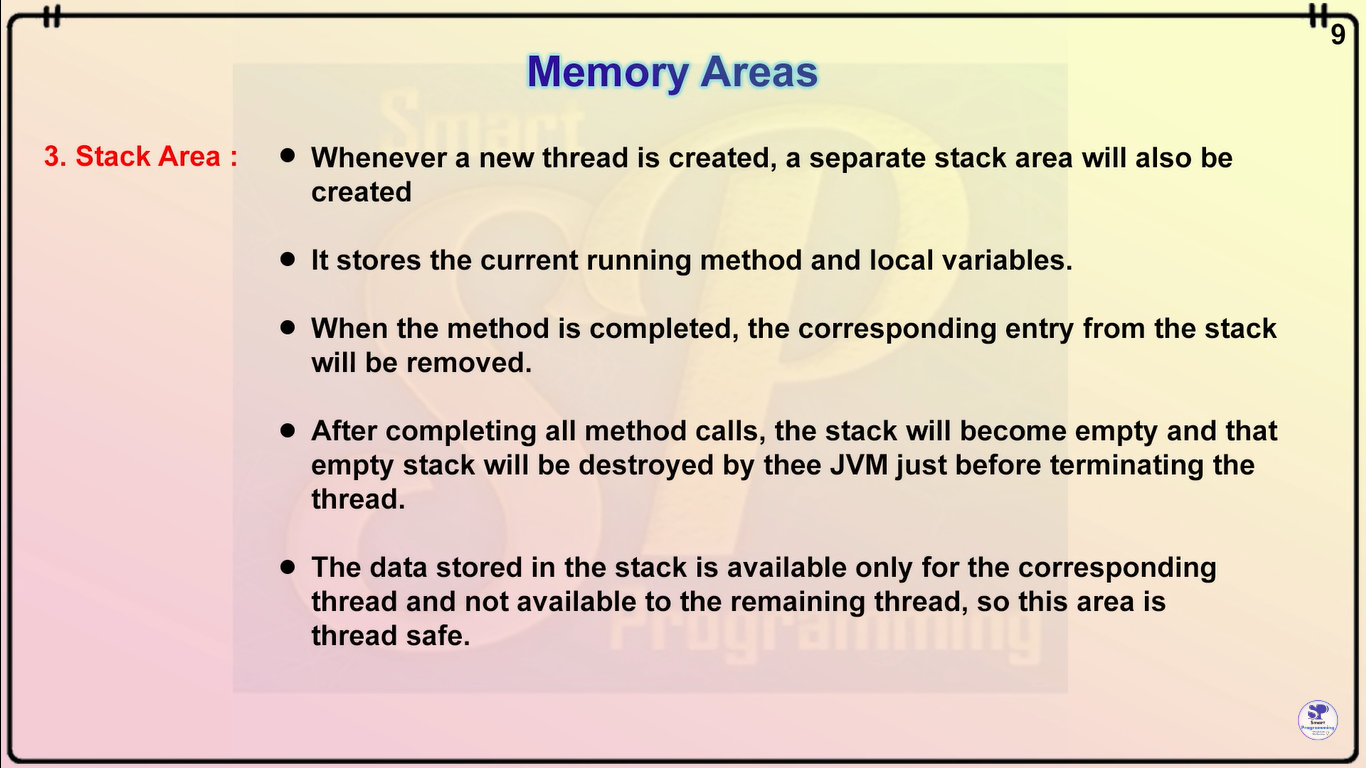 9
Memory Areas
3. Stack Area :
● Whenever a new thread is created, a separate stack area will also be
created
● It stores the current running method and local variables.
● When the method is completed, the corresponding entry from the stack
will be removed.
● After completing all method calls, the stack will become empty and that
empty stack will be destroyed by thee JVM just before terminating the
thread.
● The data stored in the stack is available only for the corresponding
thread and not available to the remaining thread, so this area is
thread safe.
Smart
SP
Programming
SP
Smart
Programming